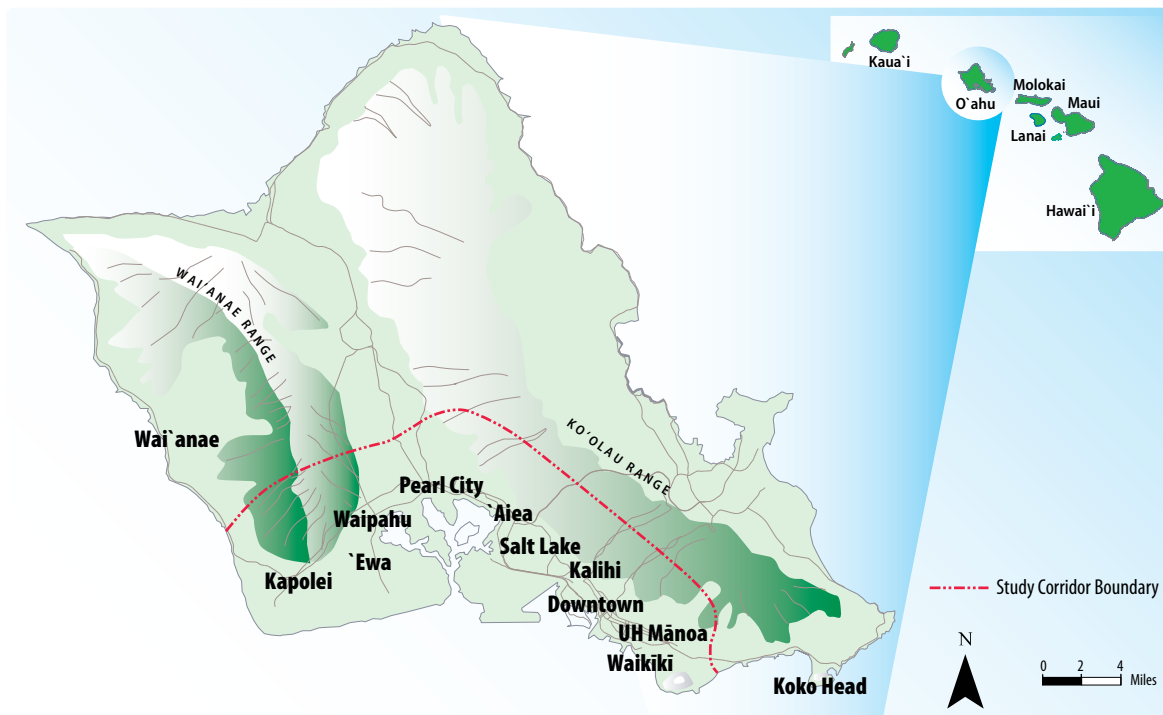 Kaua`i
O`ahu
Molokai
Maui
Lanai
Hawai`i
WAI‘ANAE RANGE
KO‘OLAU RANGE
Wai`anae
Pearl City
`Aiea
Waipahu
Salt Lake
`Ewa
Kalihi
Kapolei
Downtown
UH Mānoa
Waikīkī
Koko Head
Study Corridor Boundary
N
0 2 4
Miles